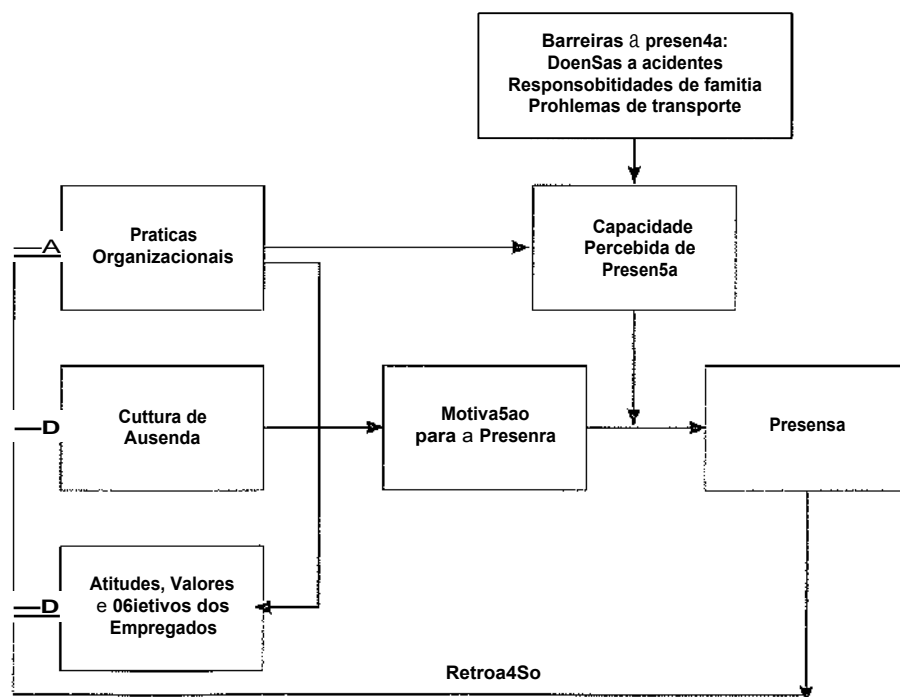 Barreiras a presen4a:
DoenSas a acidentes
Responsobitidades de famitia
Prohlemas de transporte
Praticas
Organizacionais
Capacidade
Percebida de
Presen5a
Cuttura de
Ausenda
Motiva5ao
para a Presenra
Presensa
Atitudes, Valores
e 06ietivos dos
Empregados
Retroa4So
A
D
D